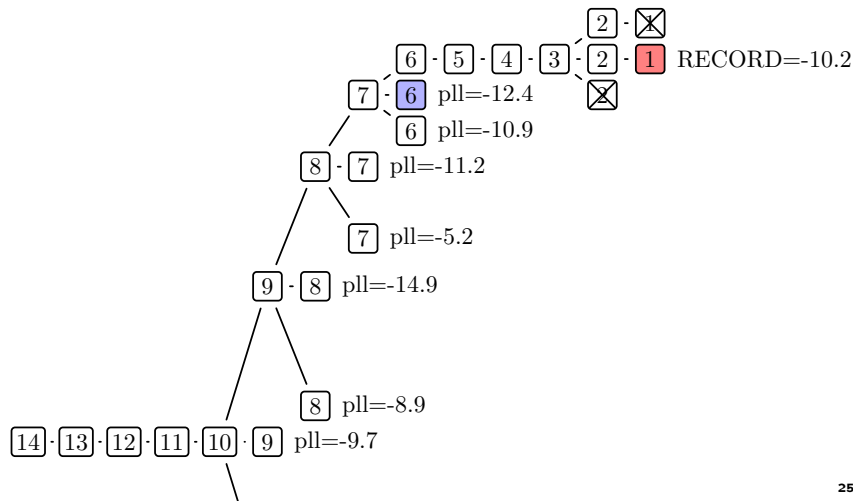 2 1
6 5 4 3 2 1 RECORD=-10.2
7 6 pll=-12.4 2
6 pll=-10.9
8 7 pll=-11.2
7 pll=-5.2
9 8 pll=-14.9
8 pll=-8.9
14 13 12 11 10 9 pll=-9.7
25